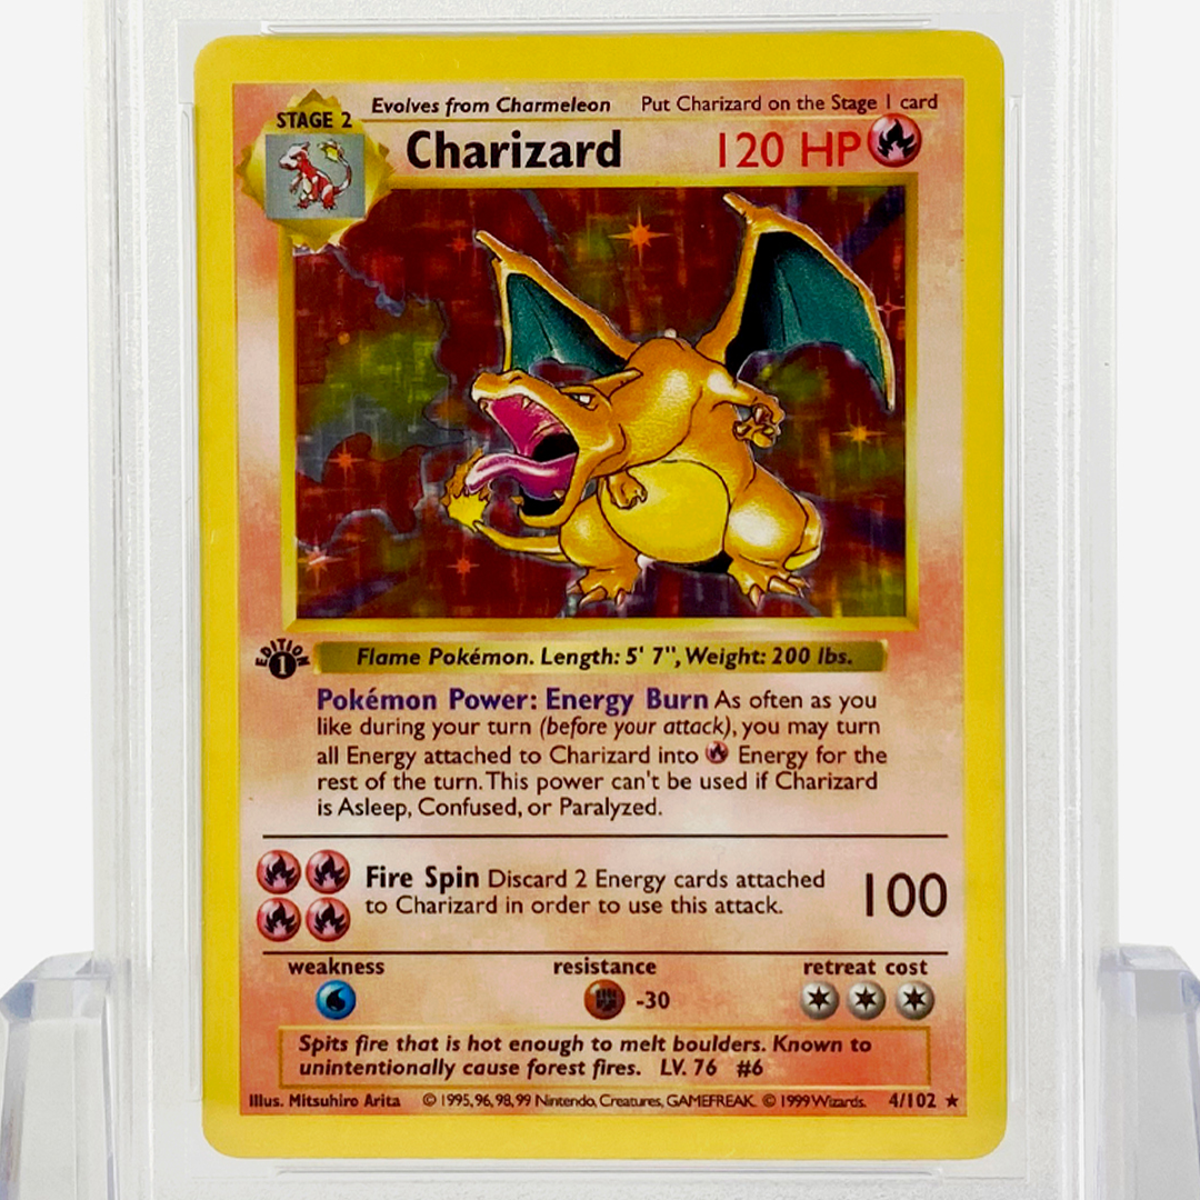 Evolves from Charmeleon Put Charizard on the Stage 1 card
STAGE 2
Charizard 120 HP
EDITION 1
Flame Pokémon. Length: 5' 7", Weight: 200 lbs.
Pokémon Power: Energy Burn As often as you
like during your turn (before your attack), you may turn
all Energy attached to Charizard into Energy for the
rest of the turn. This power can't be used if Charizard
is Asleep, Confused, or Paralyzed.
Fire Spin Discard 2 Energy cards attached
to Charizard in order to use this attack.
100
weakness resistance retreat cost
-30
Spits fire that is hot enough to melt boulders. Known to
unintentionally cause forest fires. LV. 76 #6
Illus. Mitsuhiro Arita © 1995, 96, 98, 99 Nintendo, Creatures, GAMEFREAK. © 1999 Wizards. 4/102 ★